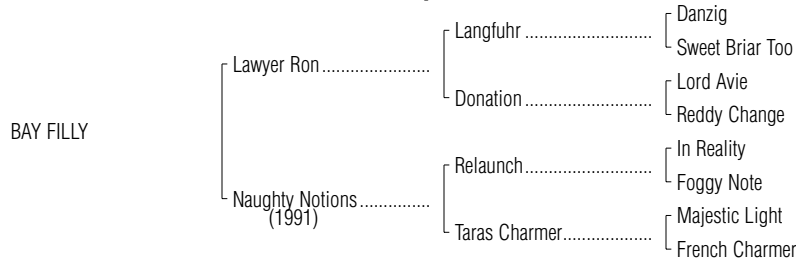 Danzig
Langfuhr ............................
Sweet Briar Too
Lawyer Ron.......................
Lord Avie
Donation ............................
Reddy Change
BAY FILLY
In Reality
Relaunch............................
Foggy Note
Naughty Notions...............
(1991)
Majestic Light
Taras Charmer....................
French Charmer